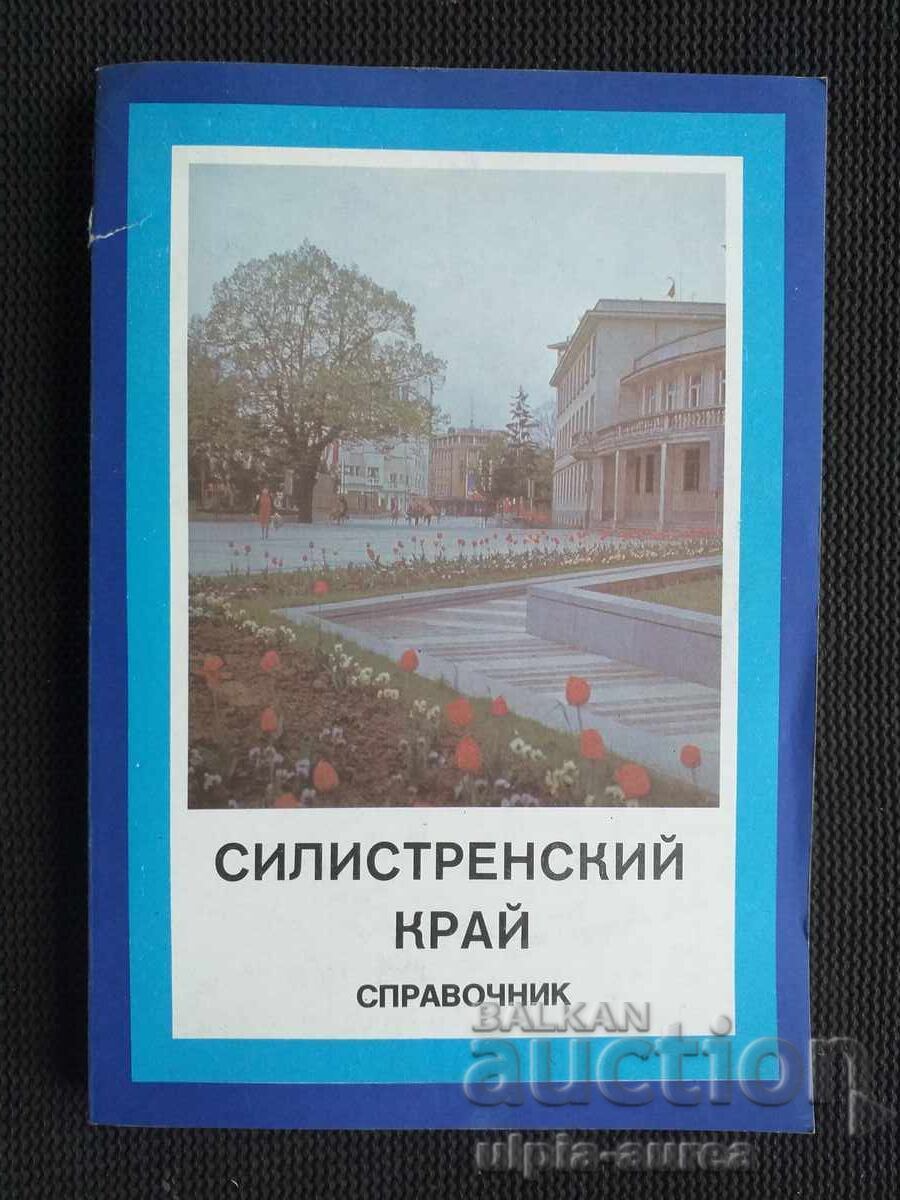 СИЛИСТРЕНСКИЙ
КРАЙ
СПРАВОЧНИК
BALKAN
auction
ulpia-aurea